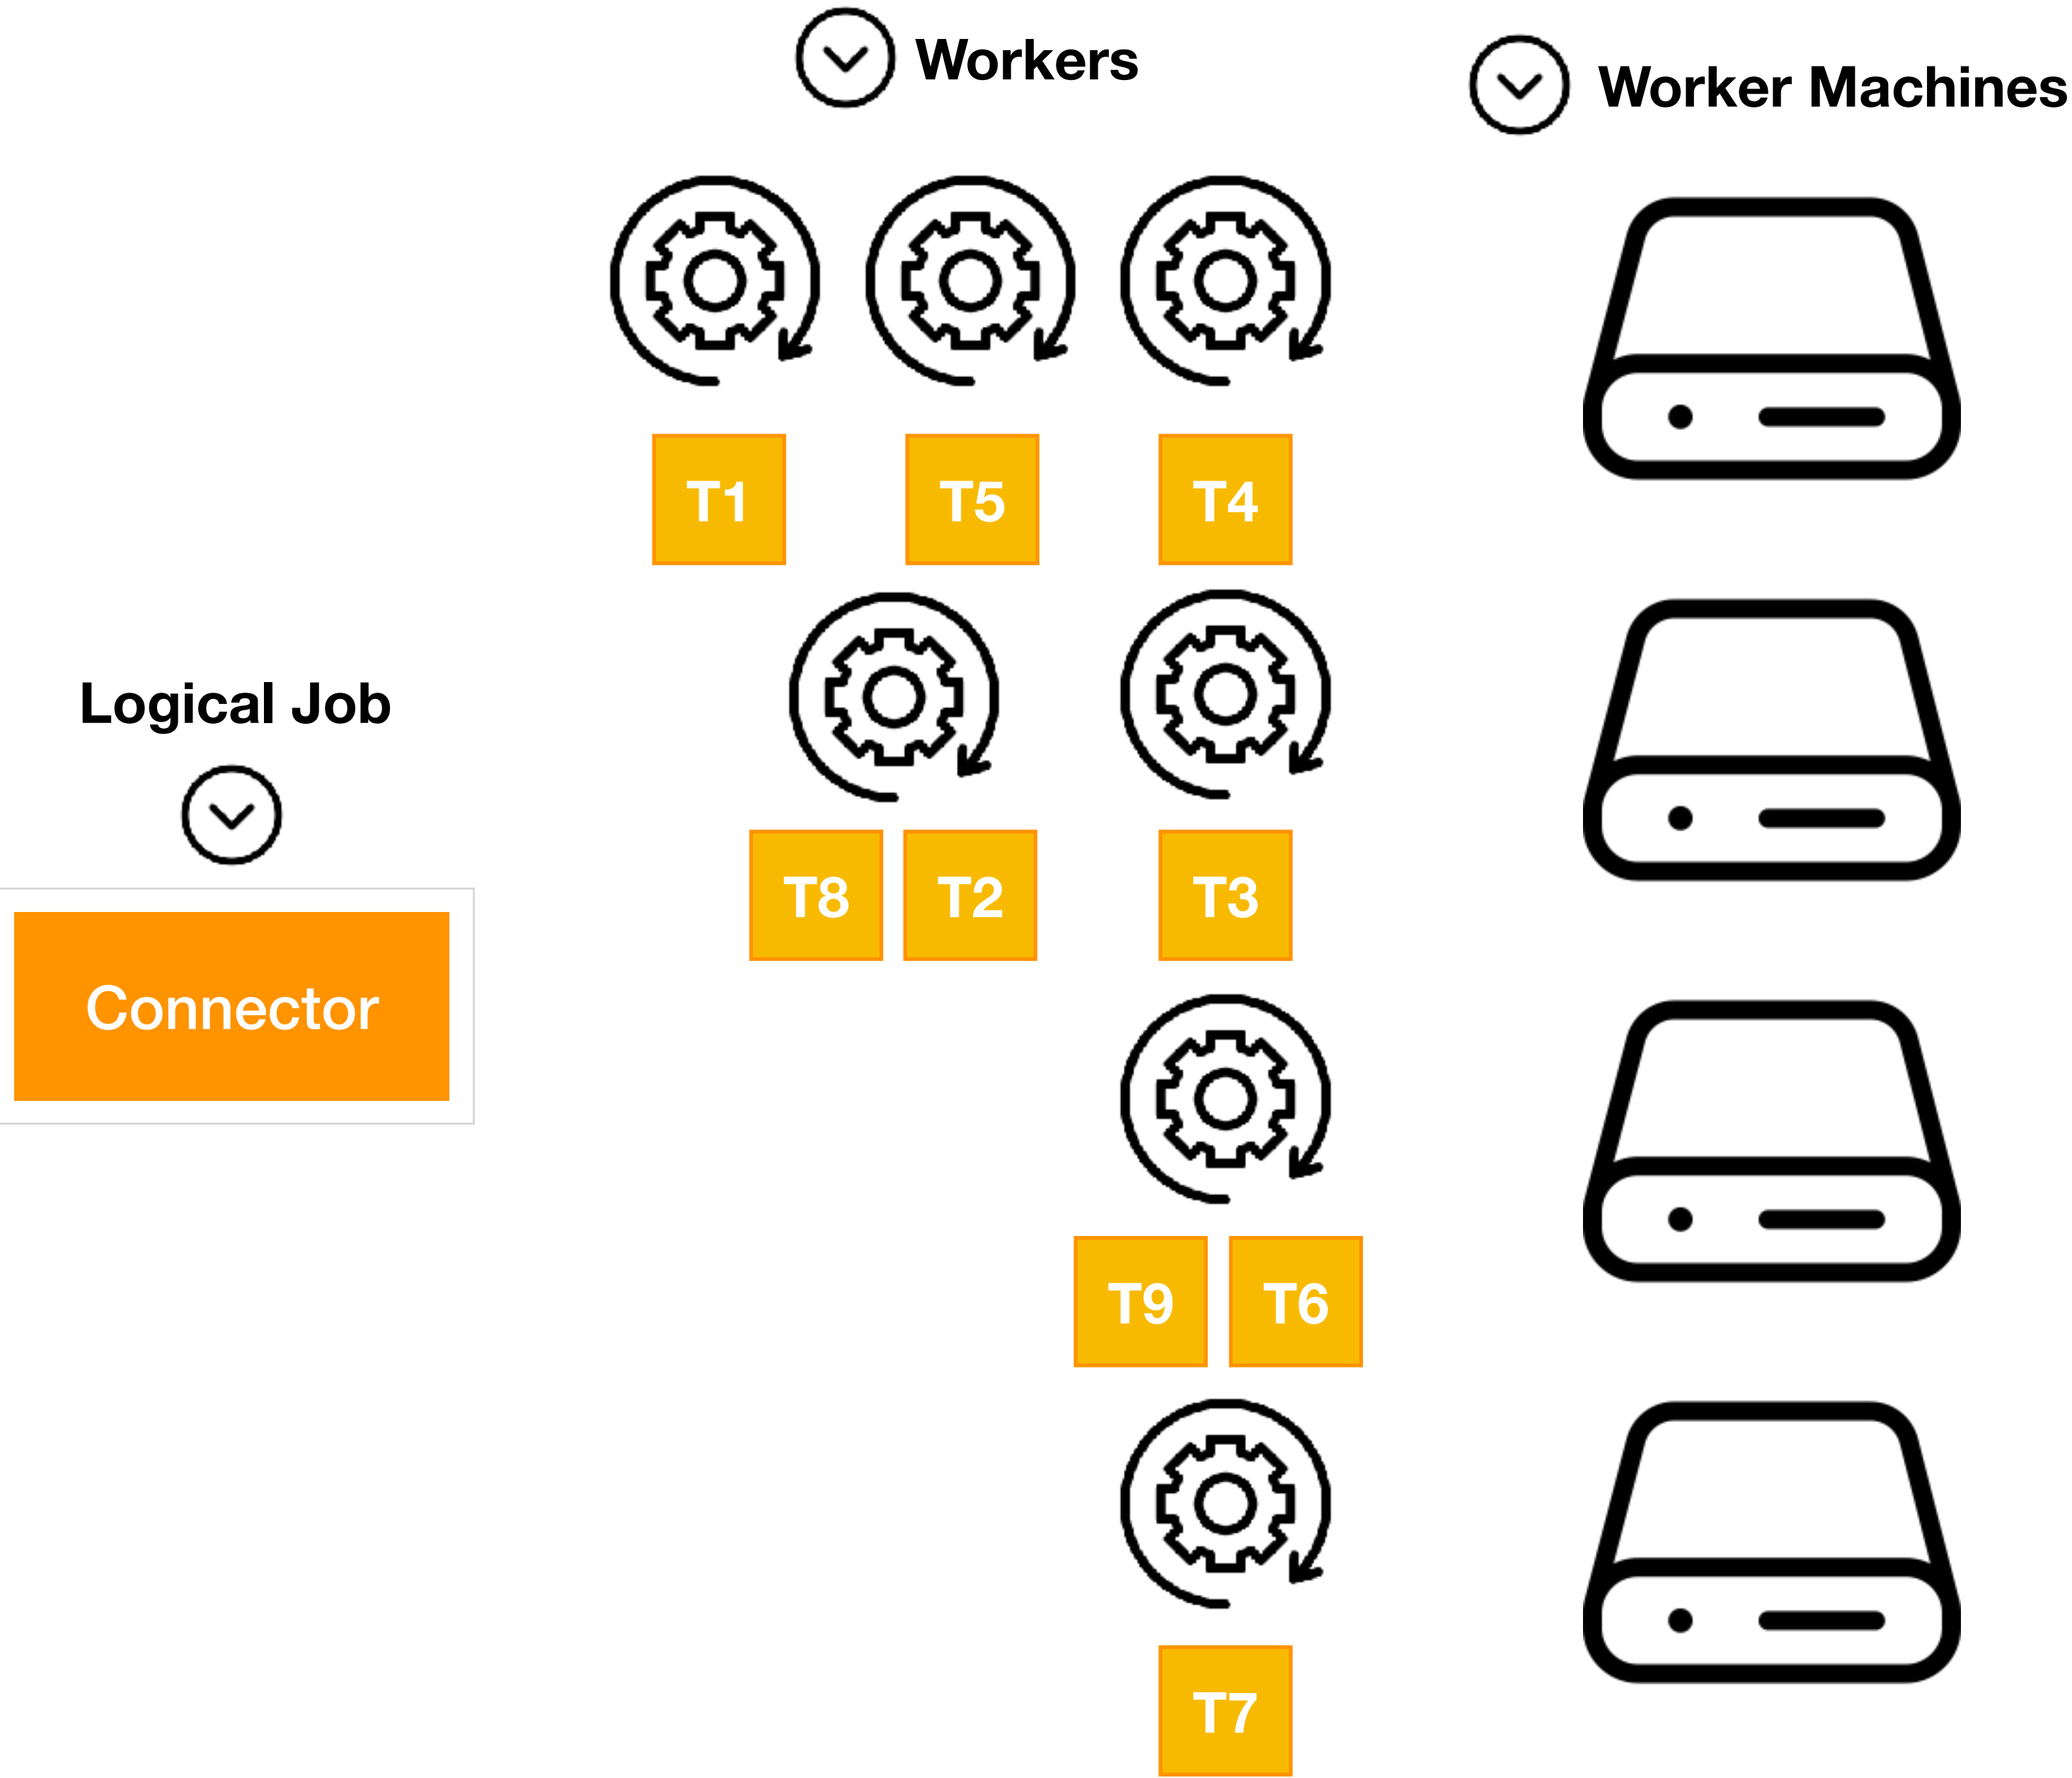 Workers
Worker Machines
T1
T5
T4
Logical Job
T8
T2
T3
Connector
T9
T6
T7